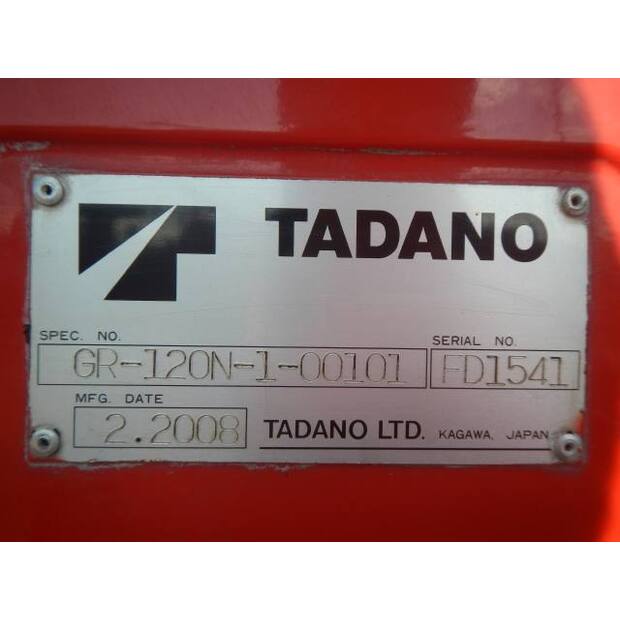 TADANO
SPEC. NO. SERIAL NO.
GR-120N-1-00101 FD1541
MFG. DATE
2.2008 TADANO LTD. KAGAWA, JAPAN